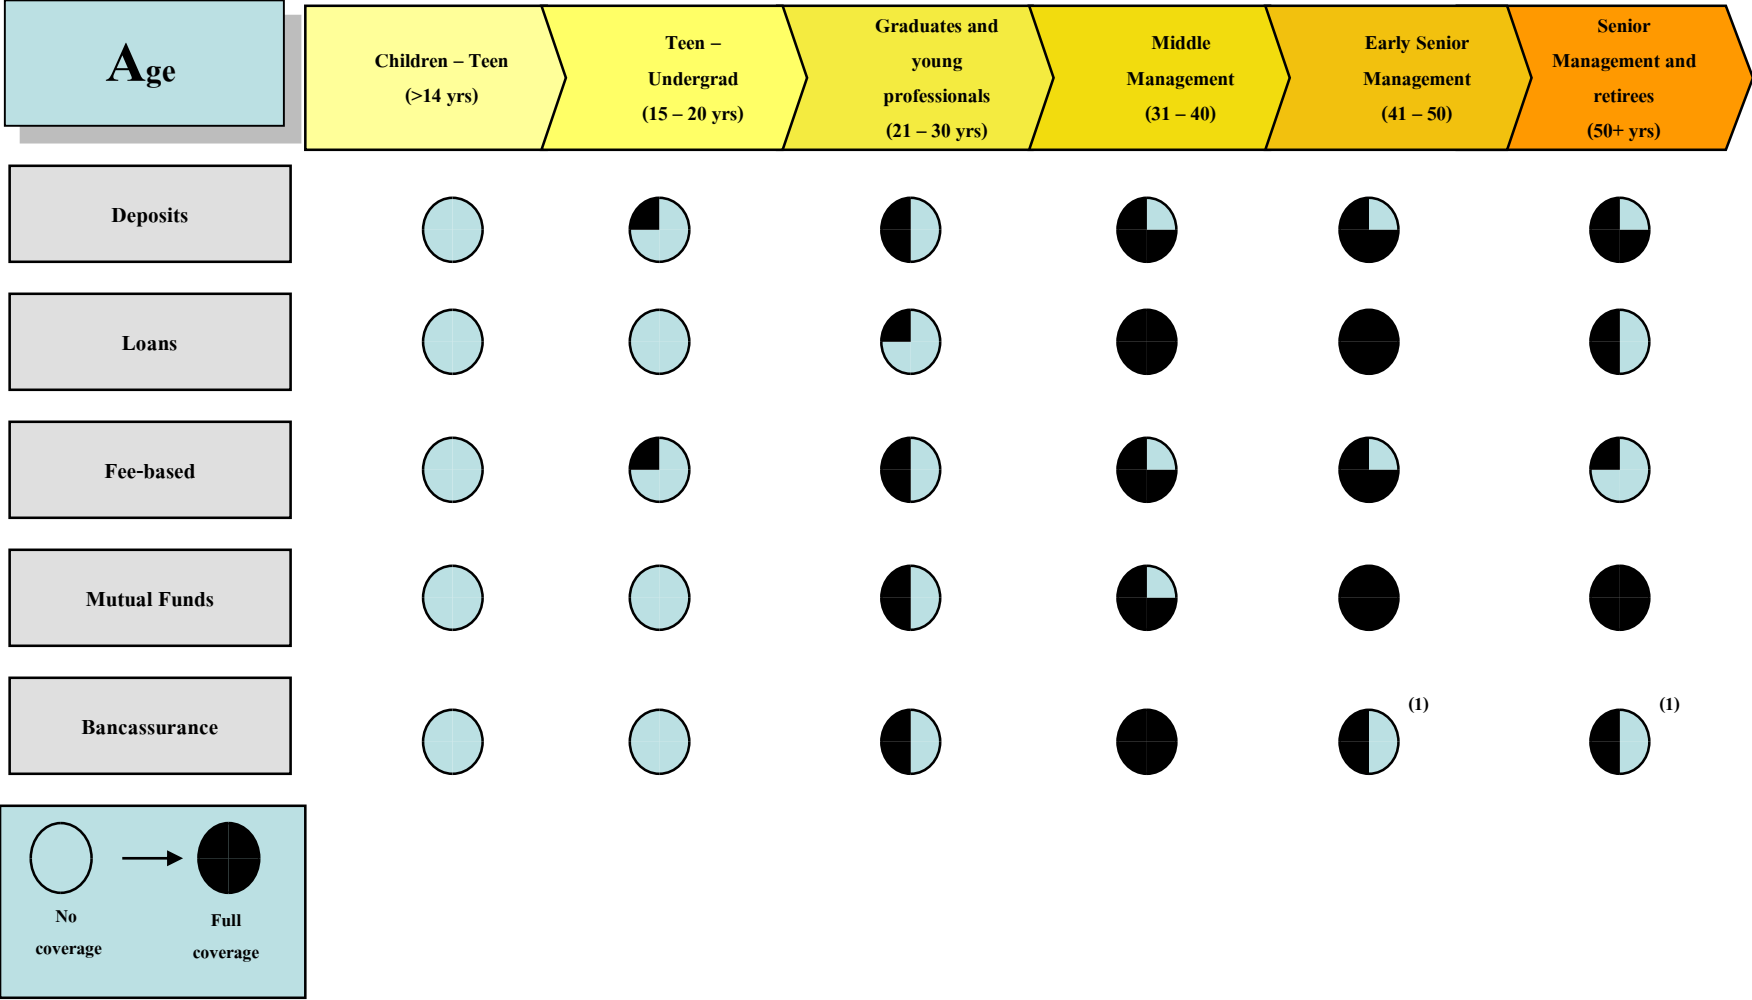 Age
Children – Teen
(>14 yrs)
Teen –
Undergrad
(15 – 20 yrs)
Graduates and
young
professionals
(21 – 30 yrs)
Middle
Management
(31 – 40)
Early Senior
Management
(41 – 50)
Senior
Management and
retirees
(50+ yrs)
Deposits
Loans
Fee-based
Mutual Funds
Bancassurance
(1)
(1)
No
coverage
Full
coverage